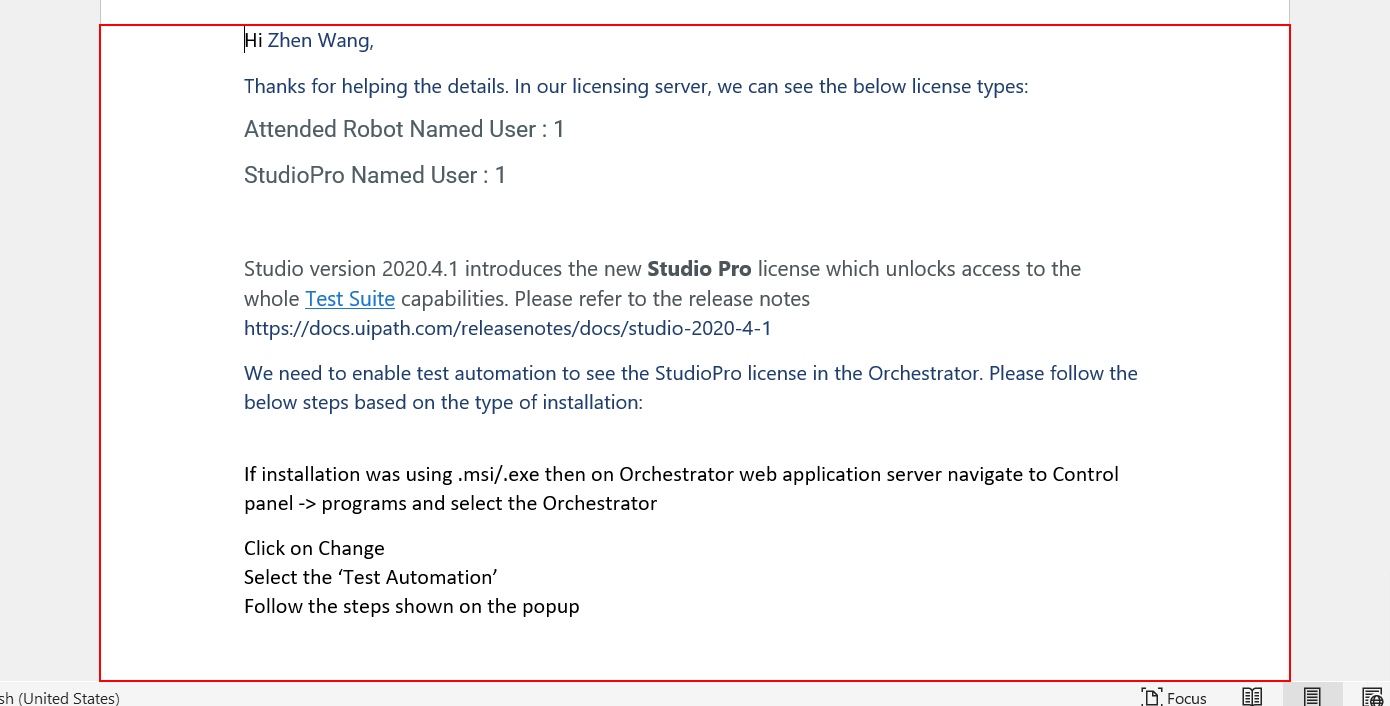 Hi Zhen Wang,
Thanks for helping the details. In our licensing server, we can see the below license types:
Attended Robot Named User : 1
StudioPro Named User : 1
Studio version 2020.4.1 introduces the new Studio Pro license which unlocks access to the
whole Test Suite capabilities. Please refer to the release notes
https://docs.uipath.com/releasenotes/docs/studio-2020-4-1
We need to enable test automation to see the StudioPro license in the Orchestrator. Please follow the
below steps based on the type of installation:
If installation was using .msi/.exe then on Orchestrator web application server navigate to Control
panel -> programs and select the Orchestrator
Click on Change
Select the ‘Test Automation’
Follow the steps shown on the popup
sh (United States)
Focus